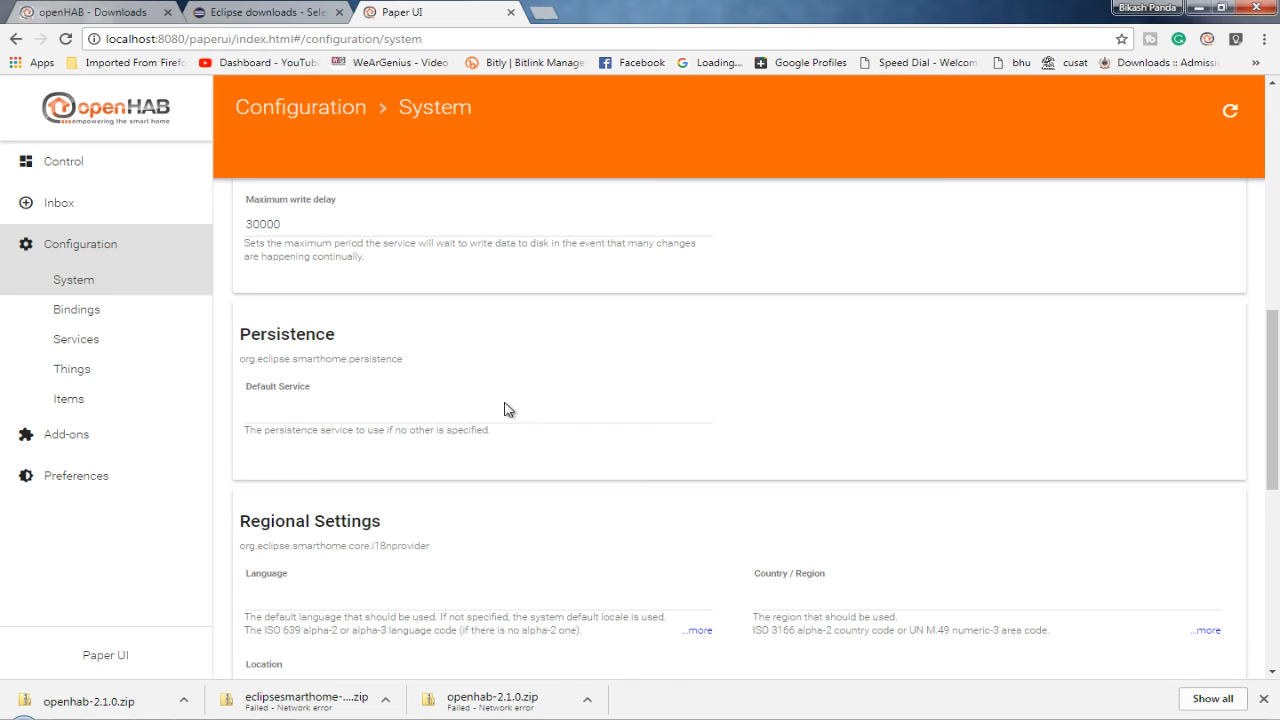 openHAB - Downloads
Eclipse downloads - Sele
Paper UI
Bikash Panda
localhost:8080/paperui/index.html#/configuration/system
Apps
Imported From Firefo
Dashboard - YouTub
WeArGenius - Video
Bitly | Bitlink Manage
Facebook
Loading...
Google Profiles
Speed Dial - Welcom
bhu
cusat
Downloads :: Admissi
»
openHAB
empowering the smart home
Configuration > System
Control
Inbox
Configuration
System
Bindings
Services
Things
Items
Add-ons
Preferences
Paper UI
Maximum write delay
30000
Sets the maximum period the service will wait to write data to disk in the event that many changes
are happening continually.
Persistence
org.eclipse.smarthome.persistence
Default Service
The persistence service to use if no other is specified.
Regional Settings
org.eclipse.smarthome.core.i18nprovider
Language
The default language that should be used. If not specified, the system default locale is used.
The ISO 639 alpha-2 or alpha-3 language code (if there is no alpha-2 one).
...more
Country / Region
The region that should be used.
ISO 3166 alpha-2 country code or UN M.49 numeric-3 area code.
...more
Location
openhab-2.1.0.zip
eclipsesmarthome-....zip
Failed - Network error
openhab-2.1.0.zip
Failed - Network error
Show all